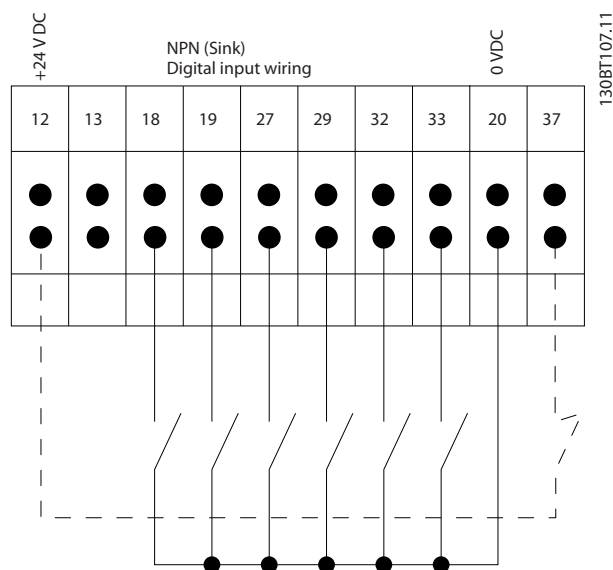 +24 V DC
NPN (Sink)
Digital input wiring
0 VDC
130BT107.11
12 13 18 19 27 29 32 33 20 37